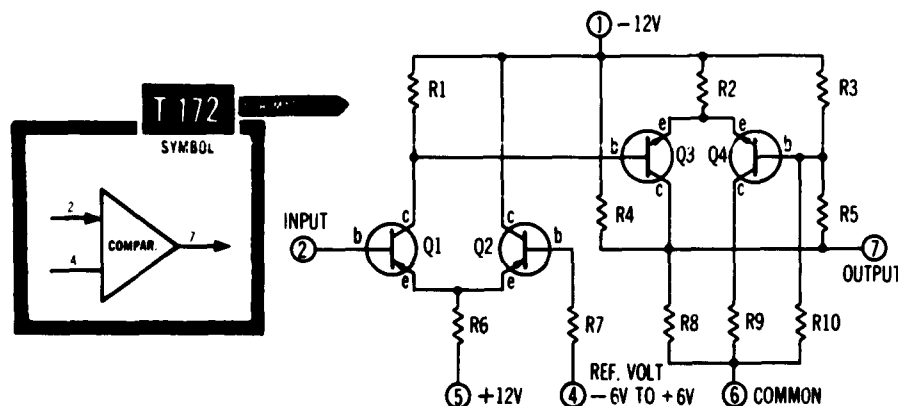 ① -12V
R1
R2
R3
T 172
SYMBOL
e
e
b
Q3
Q4
b
c
c
2
COMPAR.
7
4
R4
R5
INPUT
②
b
c
Q1
c
Q2
b
e
e
⑦
OUTPUT
R6
R7
R8
R9
R10
⑤ +12V
④
REF. VOLT
-6V TO +6V
⑥ COMMON